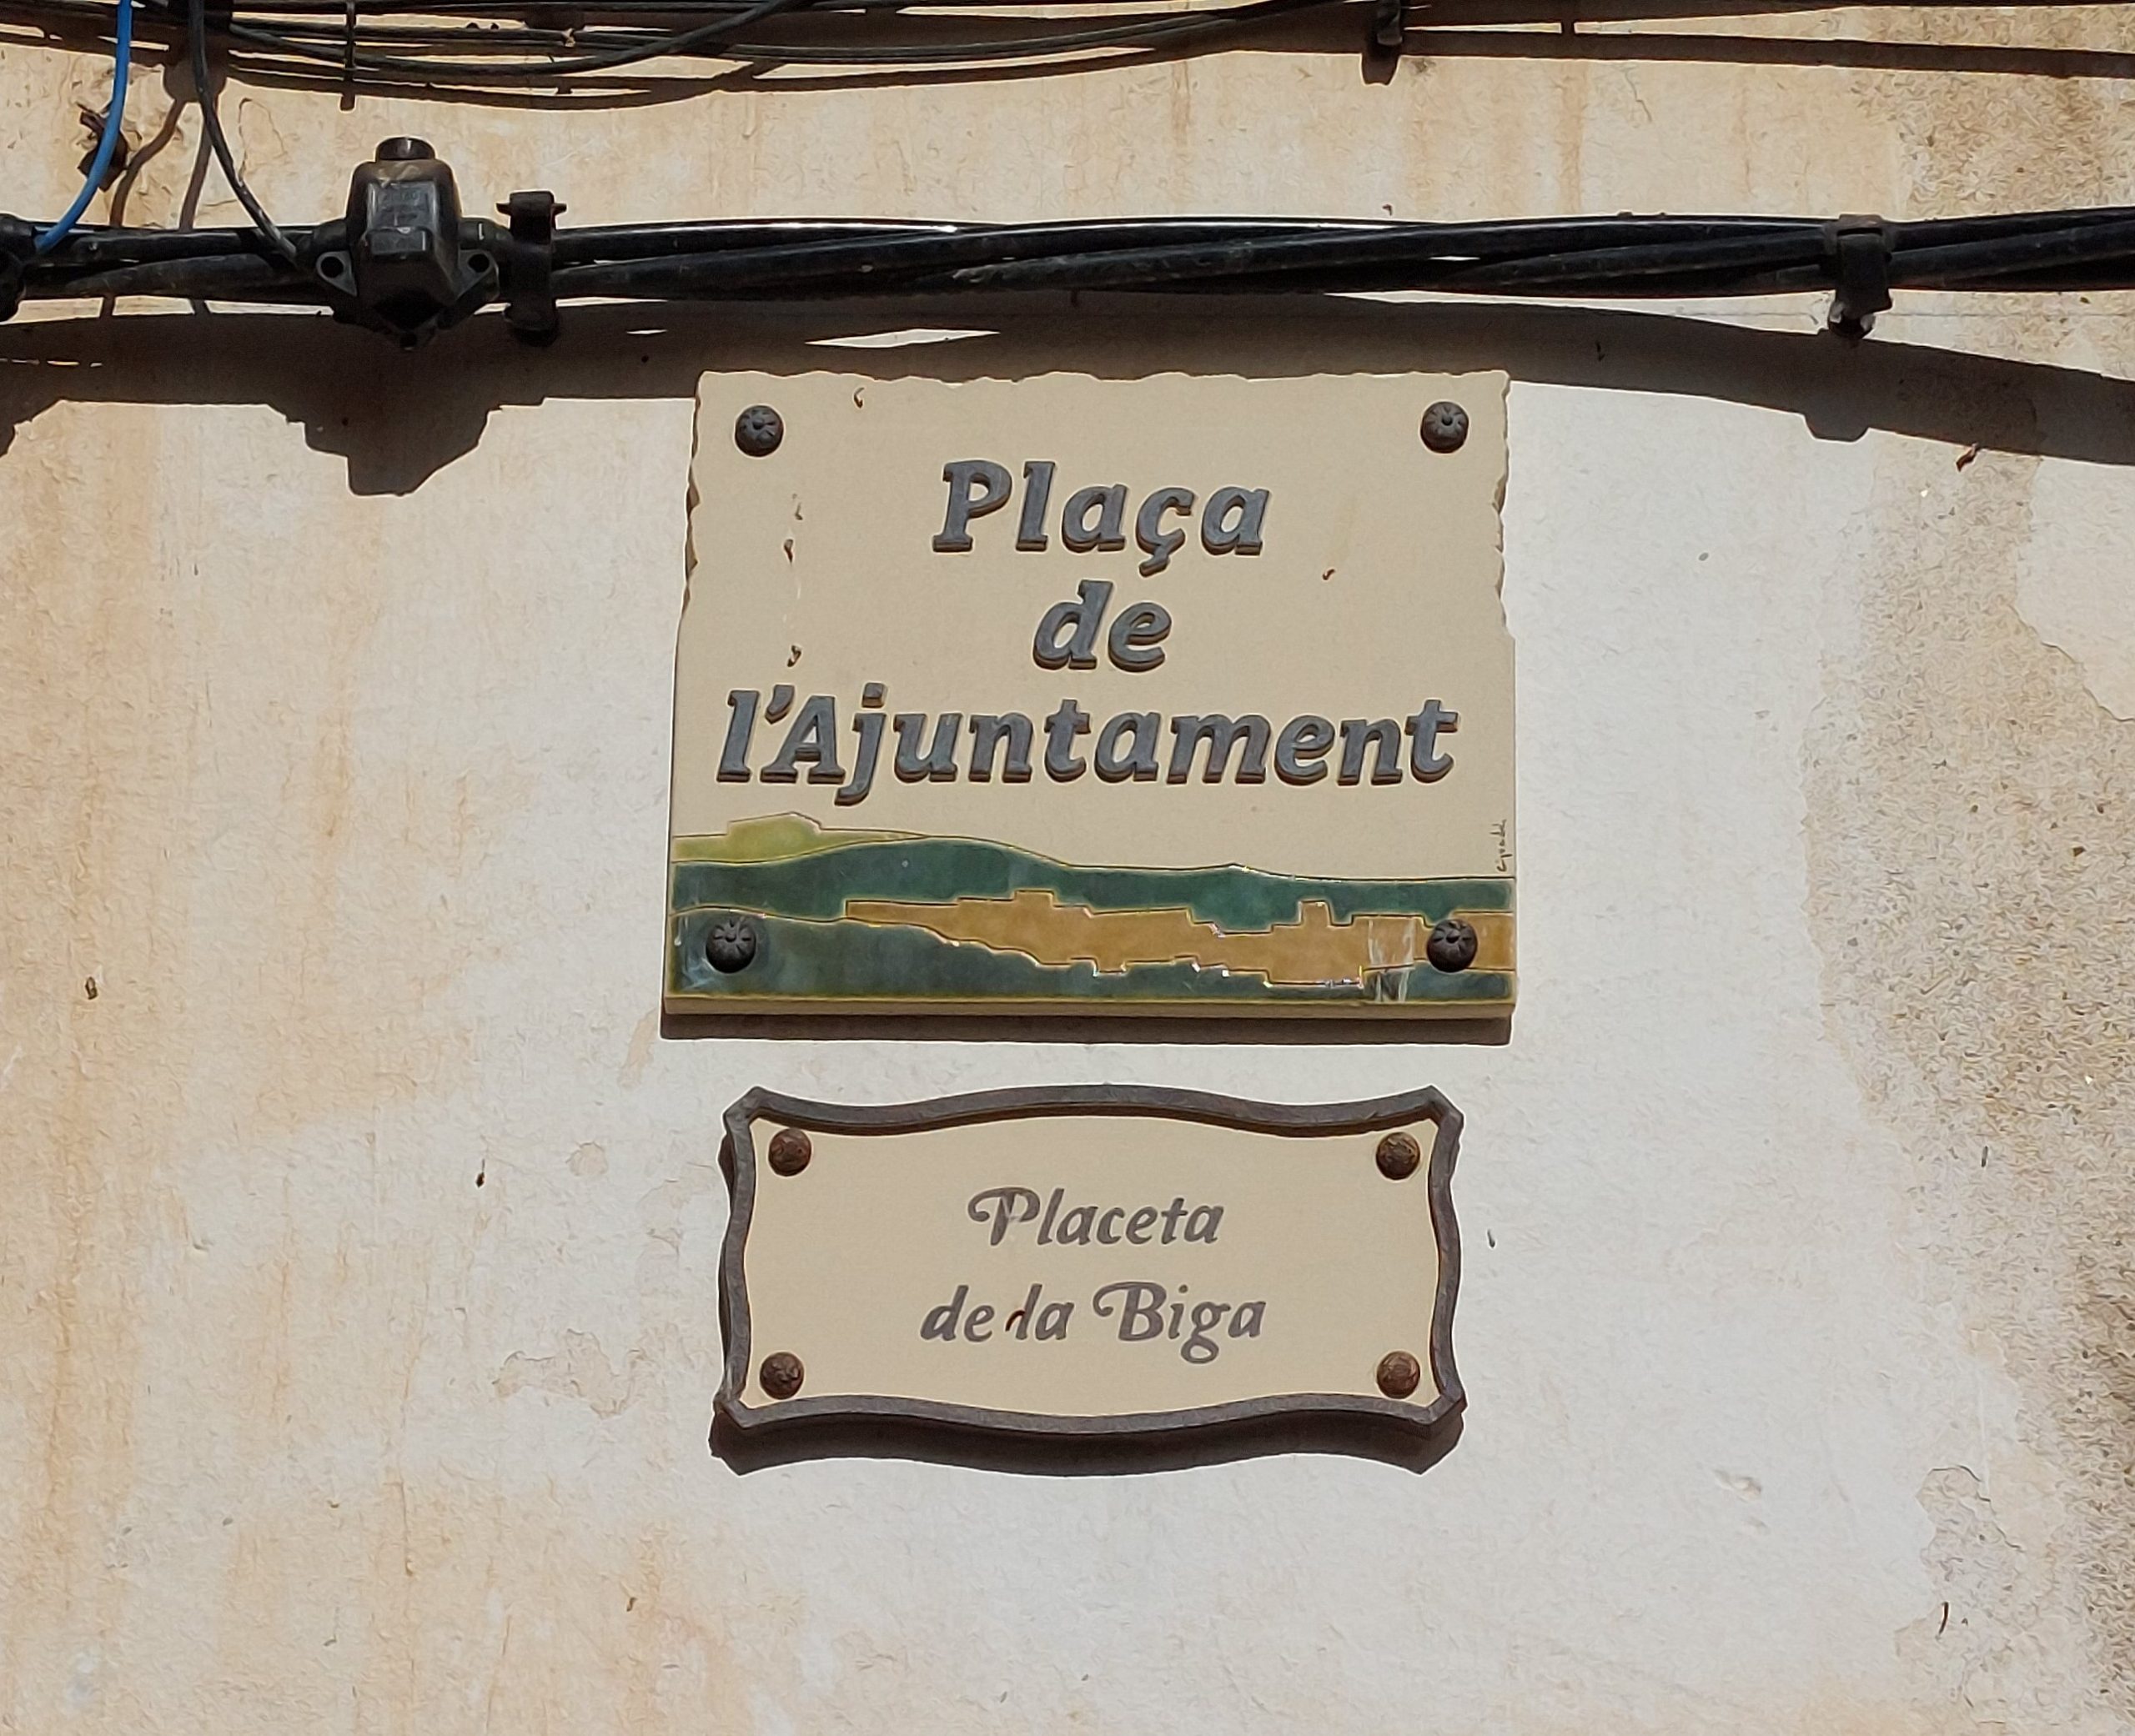 Plaça
de
l'Ajuntament
Placeta
de la Biga